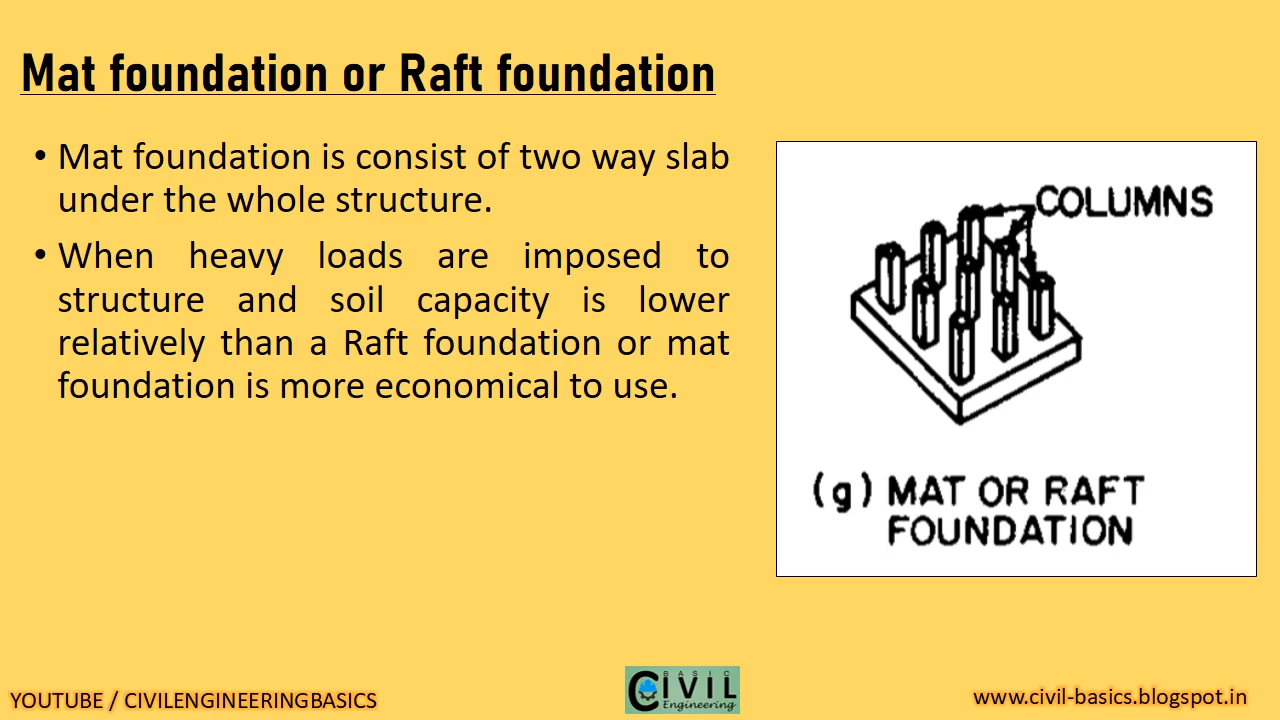 Mat foundation or Raft foundation
• Mat foundation is consist of two way slab
under the whole structure.
• When heavy loads are imposed to
structure and soil capacity is lower
relatively than a Raft foundation or mat
foundation is more economical to use.
COLUMNS
(g) MAT OR RAFT
FOUNDATION
YOUTUBE / CIVILENGINEERINGBASICS
BASIC
CIVIL
Engineering
www.civil-basics.blogspot.in